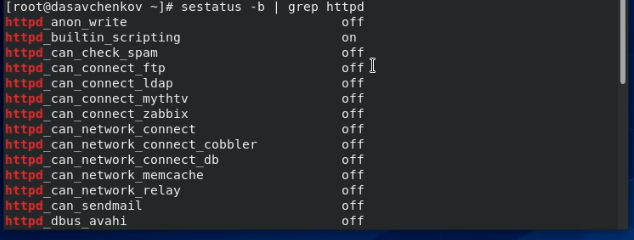 [root@dasavchenkov ~]# sestatus -b | grep httpd
httpd_anon_write off
httpd_builtin_scripting on
httpd_can_check_spam off
httpd_can_connect_ftp off
httpd_can_connect_ldap off
httpd_can_connect_mythtv off
httpd_can_connect_zabbix off
httpd_can_network_connect off
httpd_can_network_connect_cobbler off
httpd_can_network_connect_db off
httpd_can_network_memcache off
httpd_can_network_relay off
httpd_can_sendmail off
httpd_dbus_avahi off